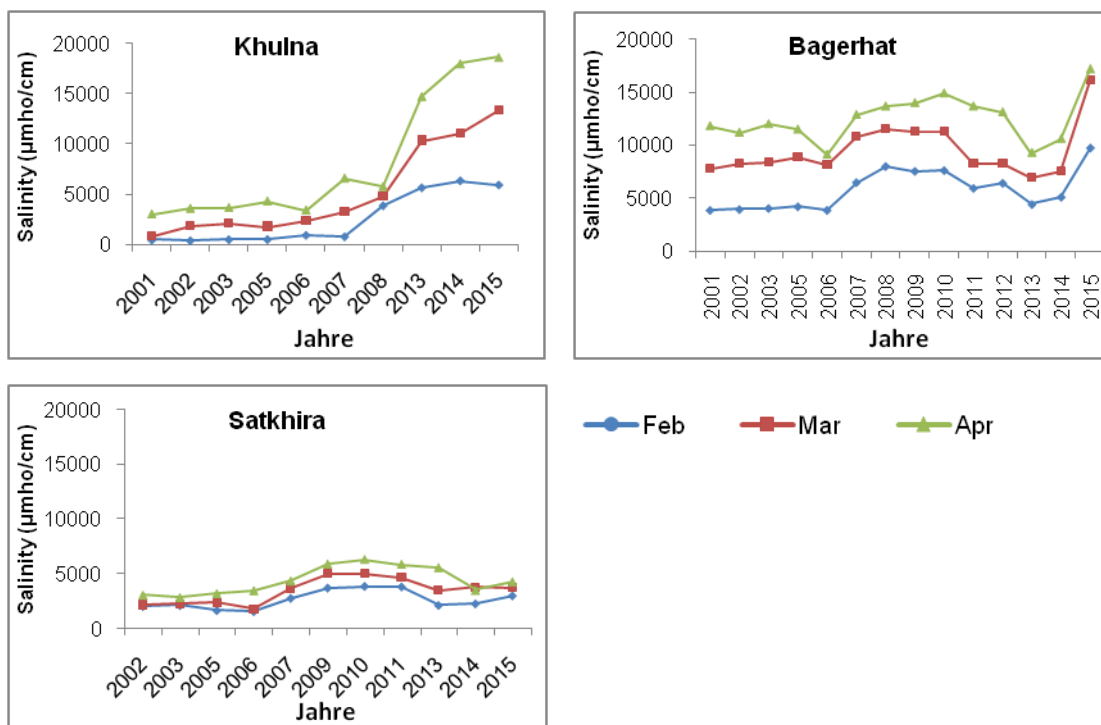 Khulna
Salinity (µmho/cm)
20000
15000
10000
5000
0
2001 2002 2003 2005 2006 2007 2008 2013 2014 2015
Jahre
Bagerhat
Salinity (µmho/cm)
20000
15000
10000
5000
0
2001 2002 2003 2005 2006 2007 2008 2009 2010 2011 2012 2013 2014 2015
Jahre
Satkhira
Salinity (µmho/cm)
20000
15000
10000
5000
0
2002 2003 2005 2006 2007 2009 2010 2011 2013 2014 2015
Jahre
Feb Mar Apr